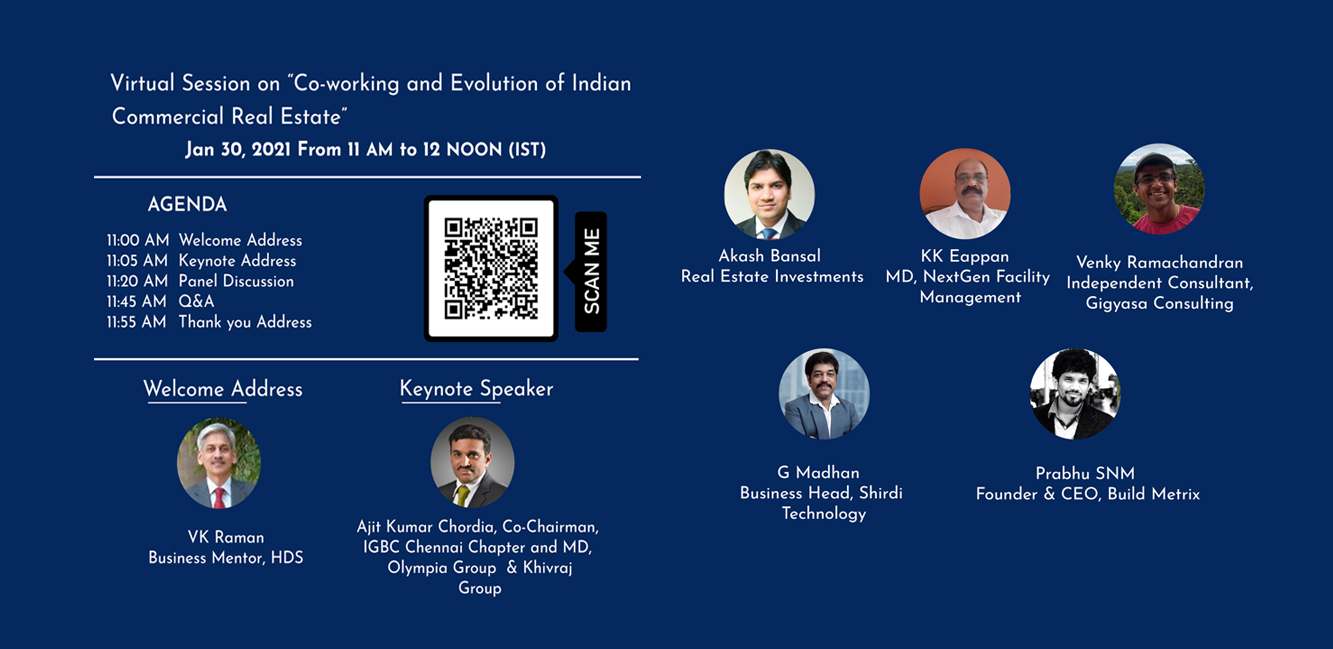 Virtual Session on “Co-working and Evolution of Indian
Commercial Real Estate”
Jan 30, 2021 From 11 AM to 12 NOON (IST)
AGENDA
11:00 AM Welcome Address
11:05 AM Keynote Address
11:20 AM Panel Discussion
11:45 AM Q&A
11:55 AM Thank you Address
SCAN ME
Welcome Address
VK Raman
Business Mentor, HDS
Keynote Speaker
Ajit Kumar Chordia, Co-Chairman,
IGBC Chennai Chapter and MD,
Olympia Group & Khivraj
Group
Akash Bansal
Real Estate Investments
KK Eappan
MD, NextGen Facility
Management
Venky Ramachandran
Independent Consultant,
Gigyasa Consulting
G Madhan
Business Head, Shirdi
Technology
Prabhu SNM
Founder & CEO, Build Metrix